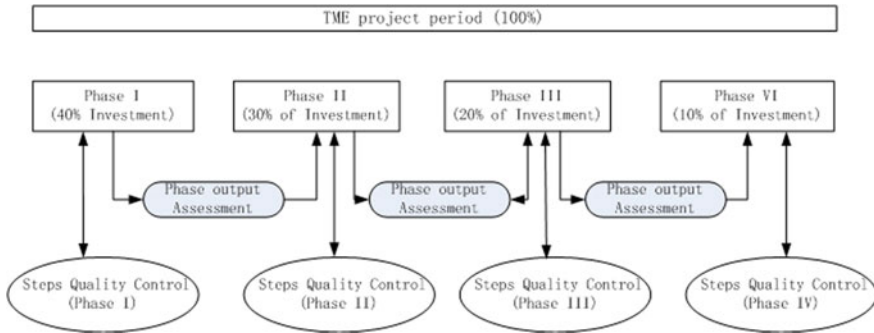 TME project period (100%)
Phase I
(40% Investment)
Phase II
(30% of Investment)
Phase III
(20% of Investment)
Phase VI
(10% of Investment)
Phase output
Assessment
Phase output
Assessment
Phase output
Assessment
Steps Quality Control
(Phase I)
Steps Quality Control
(Phase II)
Steps Quality Control
(Phase III)
Steps Quality Control
(Phase IV)